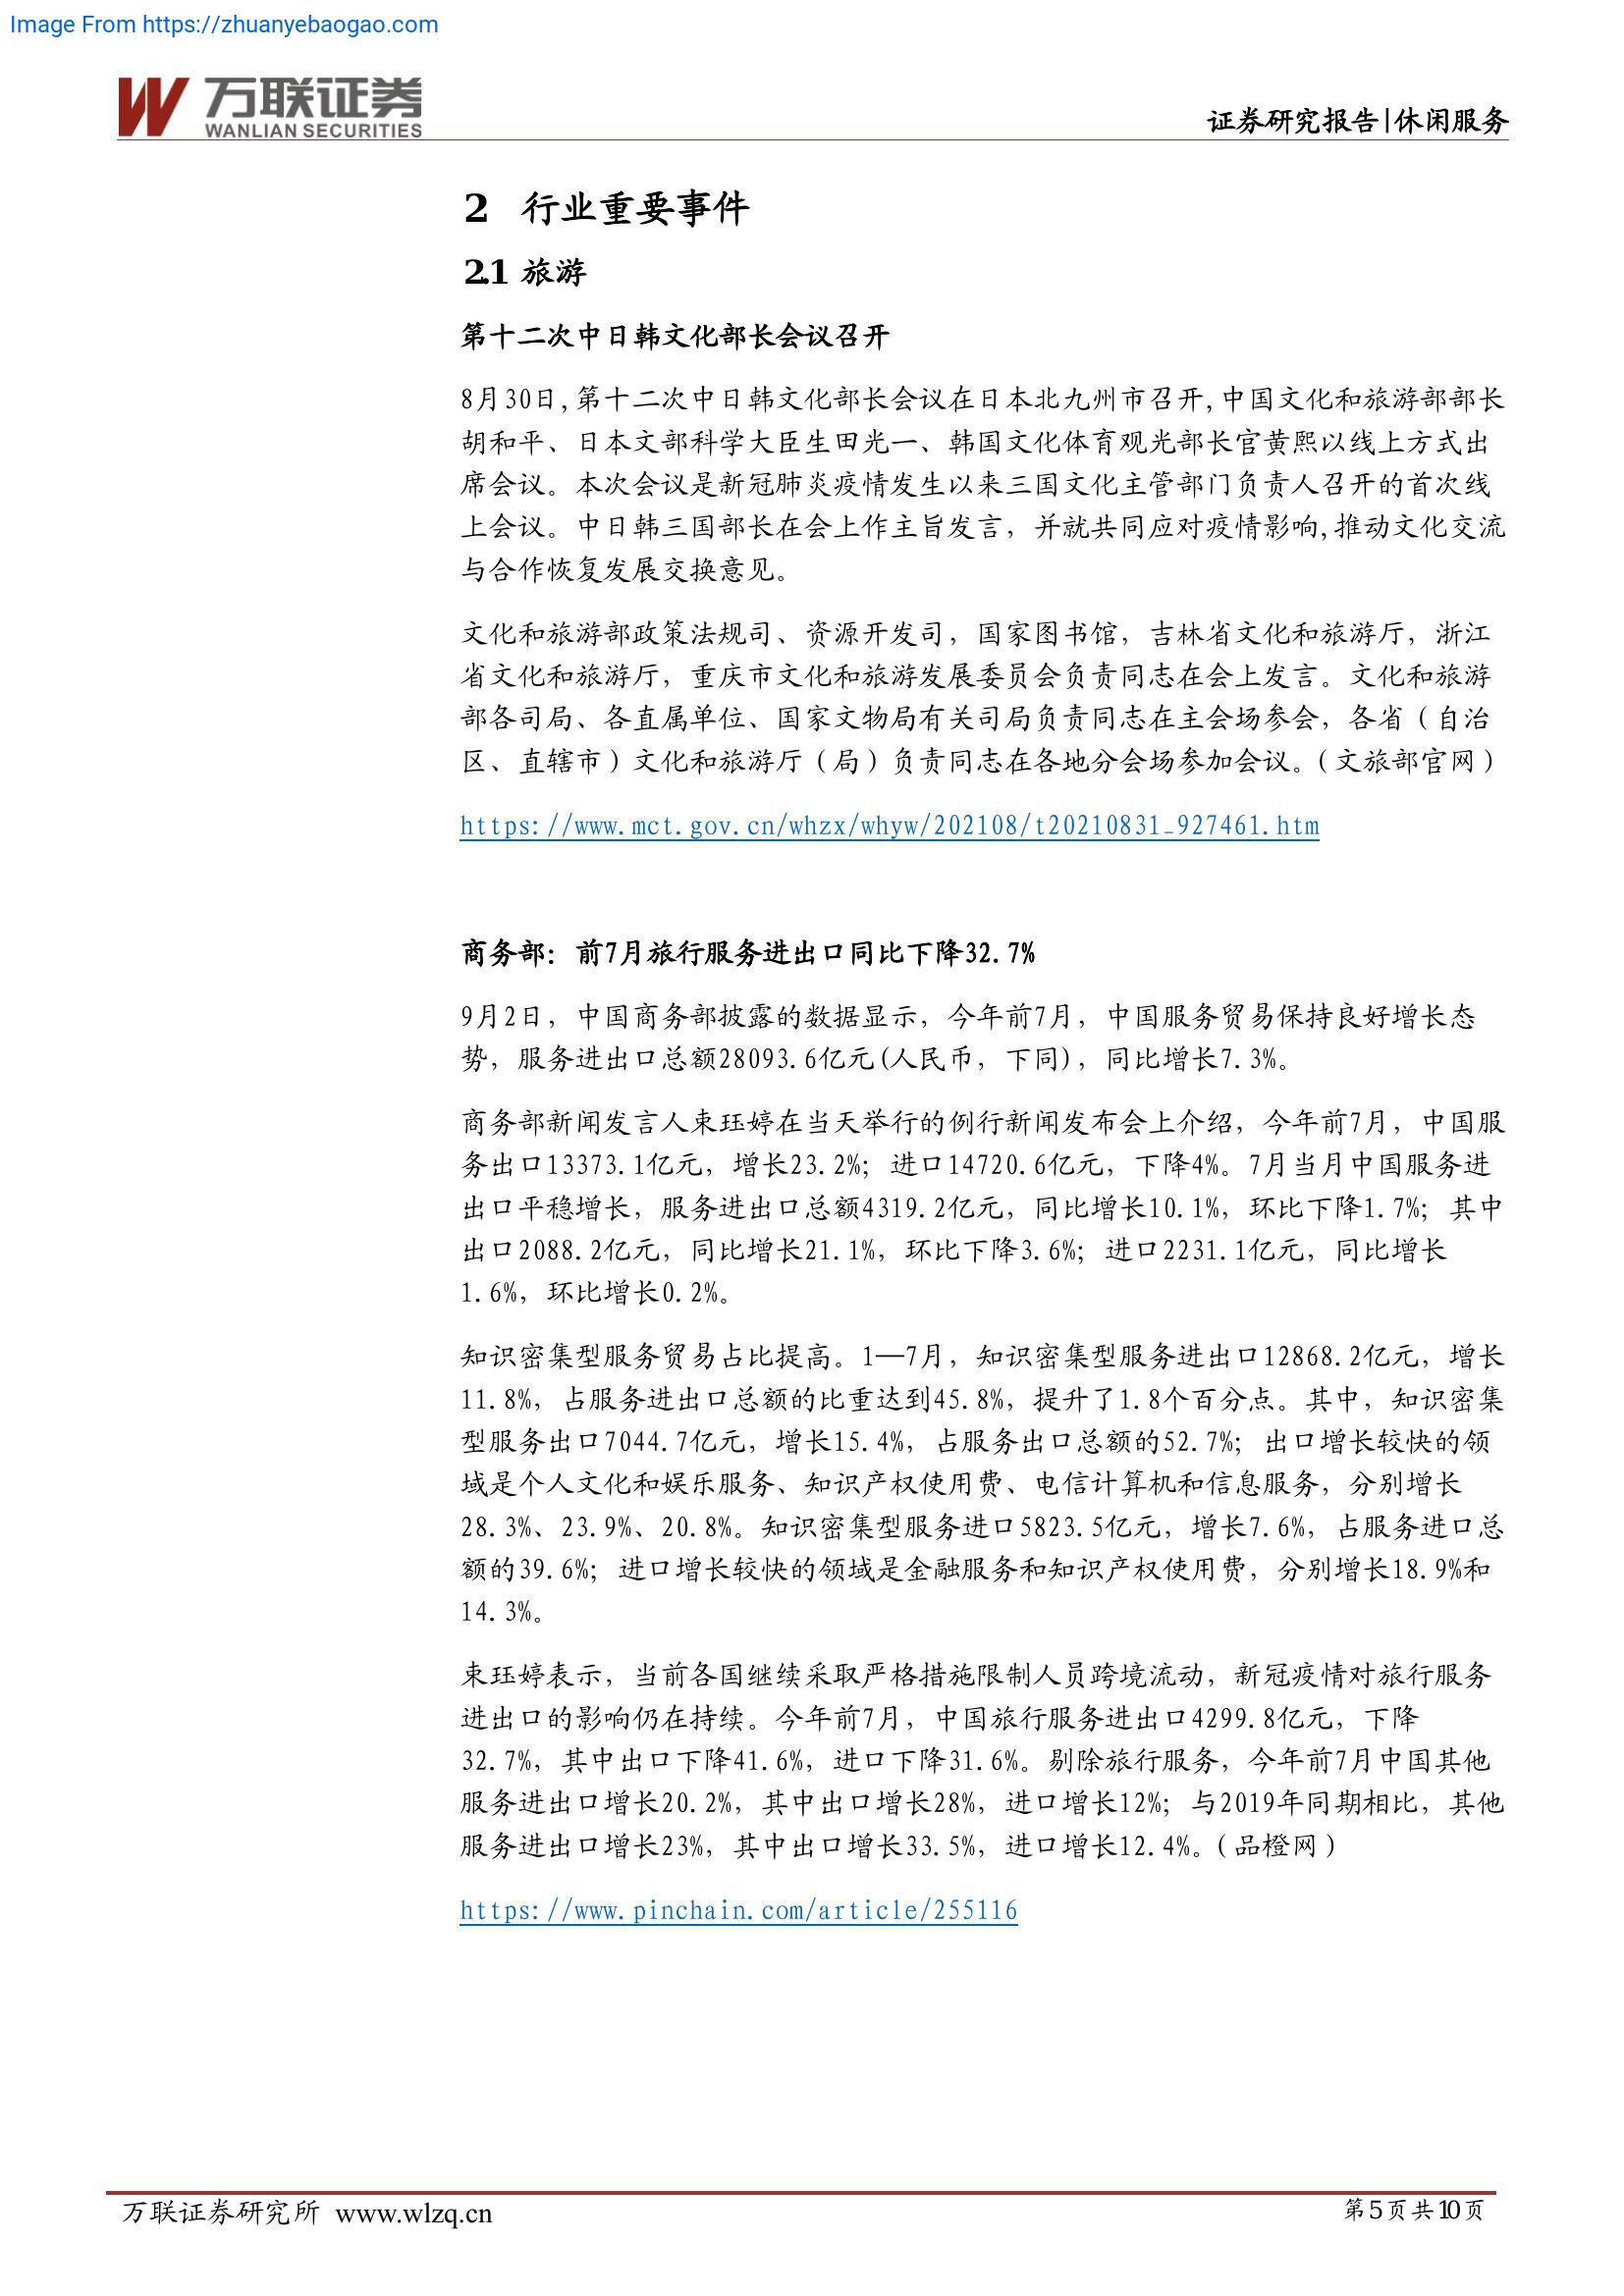 Image From https://zhuanyebaogao.com
万联证券
WANLIAN SECURITIES
证券研究报告|休闲服务
2 行业重要事件
2.1 旅游
第十二次中日韩文化部长会议召开
8月30日,第十二次中日韩文化部长会议在日本北九州市召开,中国文化和旅游部部长
胡和平、日本文部科学大臣生田光一、韩国文化体育观光部长官黄熙以线上方式出
席会议。本次会议是新冠肺炎疫情发生以来三国文化主管部门负责人召开的首次线
上会议。中日韩三国部长在会上作主旨发言，并就共同应对疫情影响,推动文化交流
与合作恢复发展交换意见。
文化和旅游部政策法规司、资源开发司，国家图书馆，吉林省文化和旅游厅，浙江
省文化和旅游厅，重庆市文化和旅游发展委员会负责同志在会上发言。文化和旅游
部各司局、各直属单位、国家文物局有关司局负责同志在主会场参会，各省（自治
区、直辖市）文化和旅游厅（局）负责同志在各地分会场参加会议。（文旅部官网）
https://www.mct.gov.cn/whzx/whyw/202108/t20210831_927461.htm
商务部：前7月旅行服务进出口同比下降32.7%
9月2日，中国商务部披露的数据显示，今年前7月，中国服务贸易保持良好增长态
势，服务进出口总额28093.6亿元(人民币，下同)，同比增长7.3%。
商务部新闻发言人束珏婷在当天举行的例行新闻发布会上介绍，今年前7月，中国服
务出口13373.1亿元，增长23.2%；进口14720.6亿元，下降4%。7月当月中国服务进
出口平稳增长，服务进出口总额4319.2亿元，同比增长10.1%，环比下降1.7%；其中
出口2088.2亿元，同比增长21.1%，环比下降3.6%；进口2231.1亿元，同比增长
1.6%，环比增长0.2%。
知识密集型服务贸易占比提高。1—7月，知识密集型服务进出口12868.2亿元，增长
11.8%，占服务进出口总额的比重达到45.8%，提升了1.8个百分点。其中，知识密集
型服务出口7044.7亿元，增长15.4%，占服务出口总额的52.7%；出口增长较快的领
域是个人文化和娱乐服务、知识产权使用费、电信计算机和信息服务，分别增长
28.3%、23.9%、20.8%。知识密集型服务进口5823.5亿元，增长7.6%，占服务进口总
额的39.6%；进口增长较快的领域是金融服务和知识产权使用费，分别增长18.9%和
14.3%。
束珏婷表示，当前各国继续采取严格措施限制人员跨境流动，新冠疫情对旅行服务
进出口的影响仍在持续。今年前7月，中国旅行服务进出口4299.8亿元，下降
32.7%，其中出口下降41.6%，进口下降31.6%。剔除旅行服务，今年前7月中国其他
服务进出口增长20.2%，其中出口增长28%，进口增长12%；与2019年同期相比，其他
服务进出口增长23%，其中出口增长33.5%，进口增长12.4%。（品橙网）
https://www.pinchain.com/article/255116
万联证券研究所 www.wlzq.cn
第5页共10页